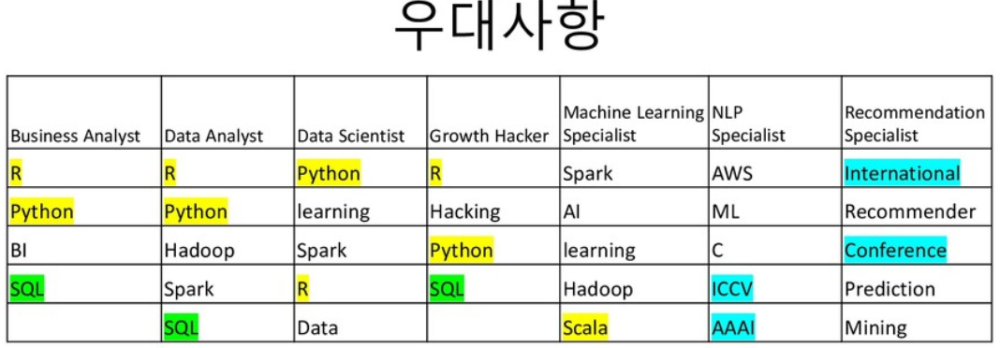 우대사항
Business Analyst Data Analyst Data Scientist Growth Hacker Machine Learning Specialist NLP Specialist Recommendation Specialist
R R Python R Spark AWS International
Python Python learning Hacking AI ML Recommender
BI Hadoop Spark Python learning C Conference
SQL Spark R SQL Hadoop ICCV Prediction
SQL Data Scala AAAI Mining